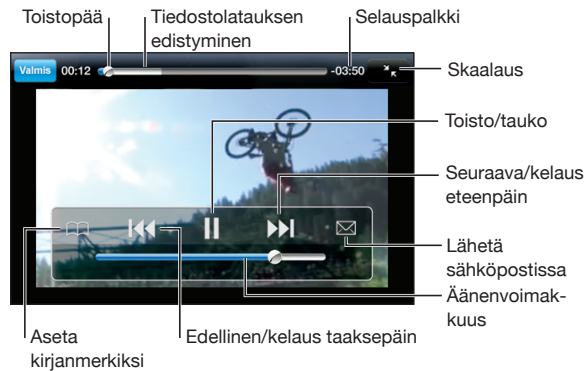 Toistopää
Tiedostolatauksen
edistyminen
Selauspalkki
Valmis 00:12 -03:50
Skaalaus
Toisto/tauko
Seuraava/kelaus
eteenpäin
Lähetä
sähköpostissa
Äänenvoimak-
kuus
Aseta
kirjanmerkiksi
Edellinen/kelaus taaksepäin